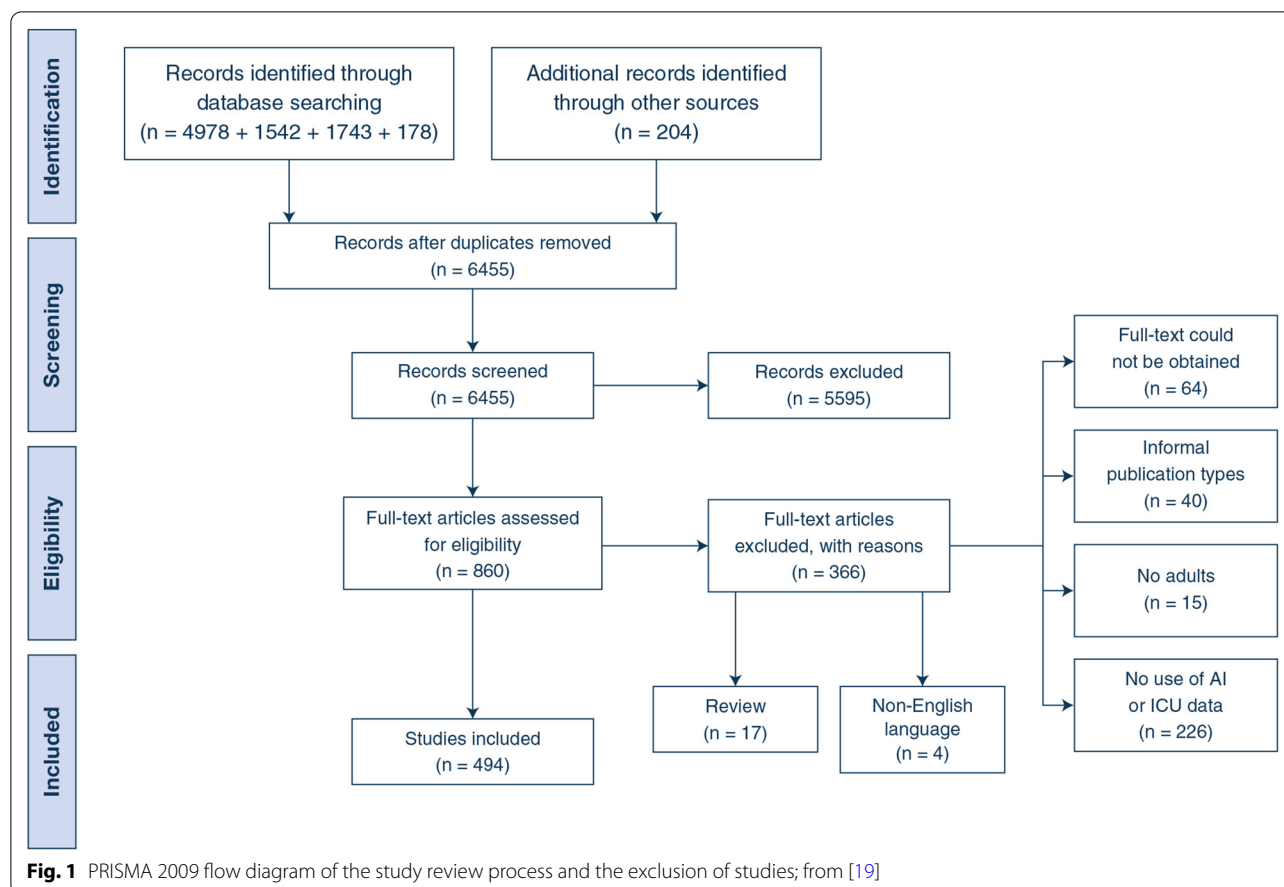 Identification
Records identified through
database searching
(n = 4978 + 1542 + 1743 + 178)
Additional records identified
through other sources
(n = 204)
Records after duplicates removed
(n = 6455)
Screening
Records screened
(n = 6455)
Records excluded
(n = 5595)
Eligibility
Full-text articles assessed
for eligibility
(n = 860)
Full-text articles
excluded, with reasons
(n = 366)
Full-text could
not be obtained
(n = 64)
Informal
publication types
(n = 40)
No adults
(n = 15)
No use of AI
or ICU data
(n = 226)
Review
(n = 17)
Non-English
language
(n = 4)
Included
Studies included
(n = 494)
Fig. 1 PRISMA 2009 flow diagram of the study review process and the exclusion of studies; from [19]